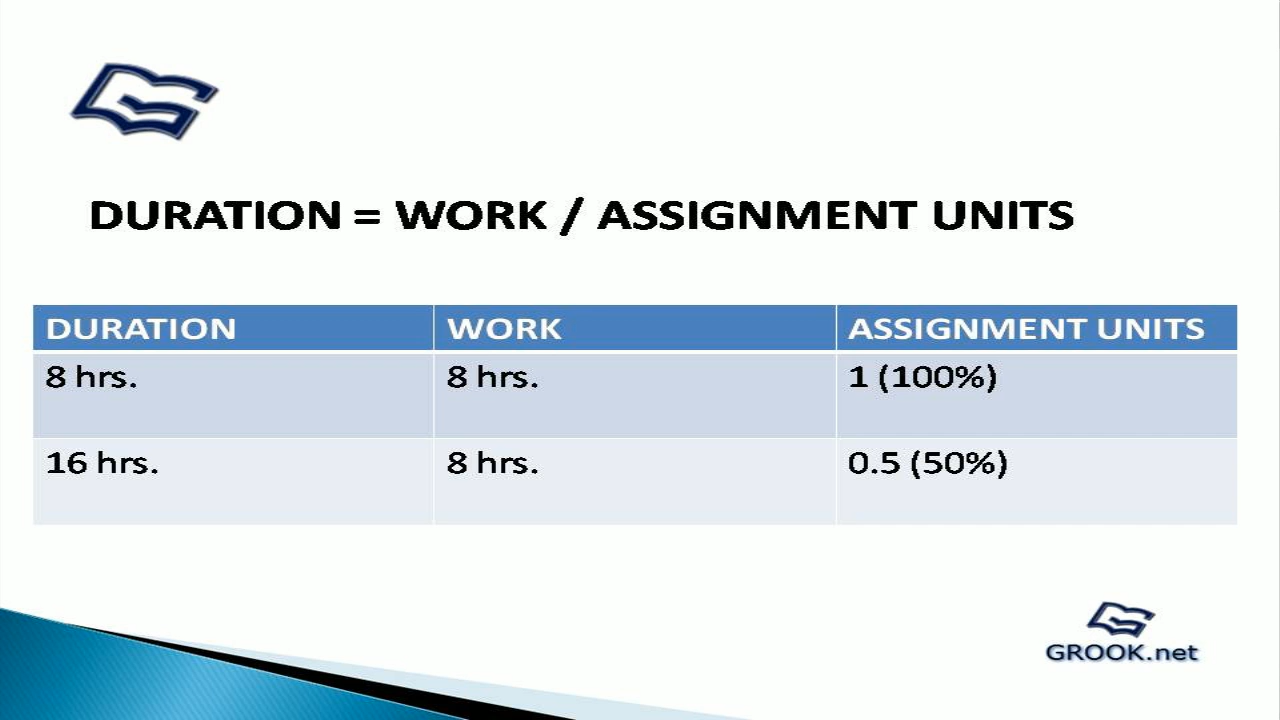 DURATION = WORK / ASSIGNMENT UNITS
DURATION WORK ASSIGNMENT UNITS
8 hrs. 8 hrs. 1 (100%)
16 hrs. 8 hrs. 0.5 (50%)
GROOK.net